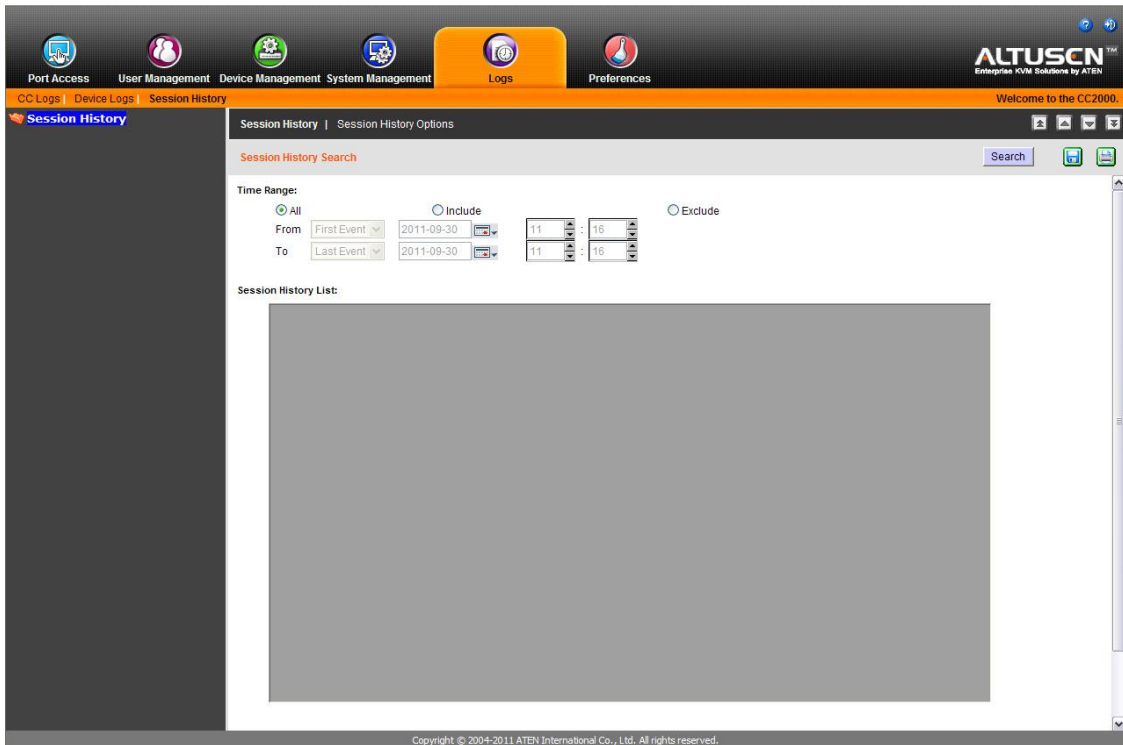 ALTUSCN™
Enterprise KVM Solutions by ATEN
Port Access User Management Device Management System Management Logs Preferences
CC Logs | Device Logs | Session History Welcome to the CC2000.
Session History
Session History | Session History Options
Session History Search Search
Time Range:
All Include Exclude
From First Event 2011-09-30 11 : 16
To Last Event 2011-09-30 11 : 16
Session History List:
Copyright © 2004-2011 ATEN International Co., Ltd. All rights reserved.